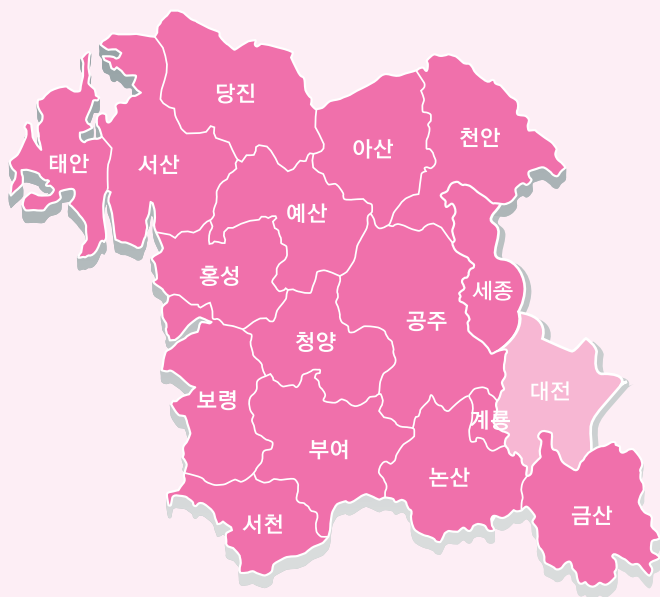 당진
아산
천안
태안
서산
예산
홍성
세종
공주
청양
대전
보령
계룡
부여
논산
서천
금산